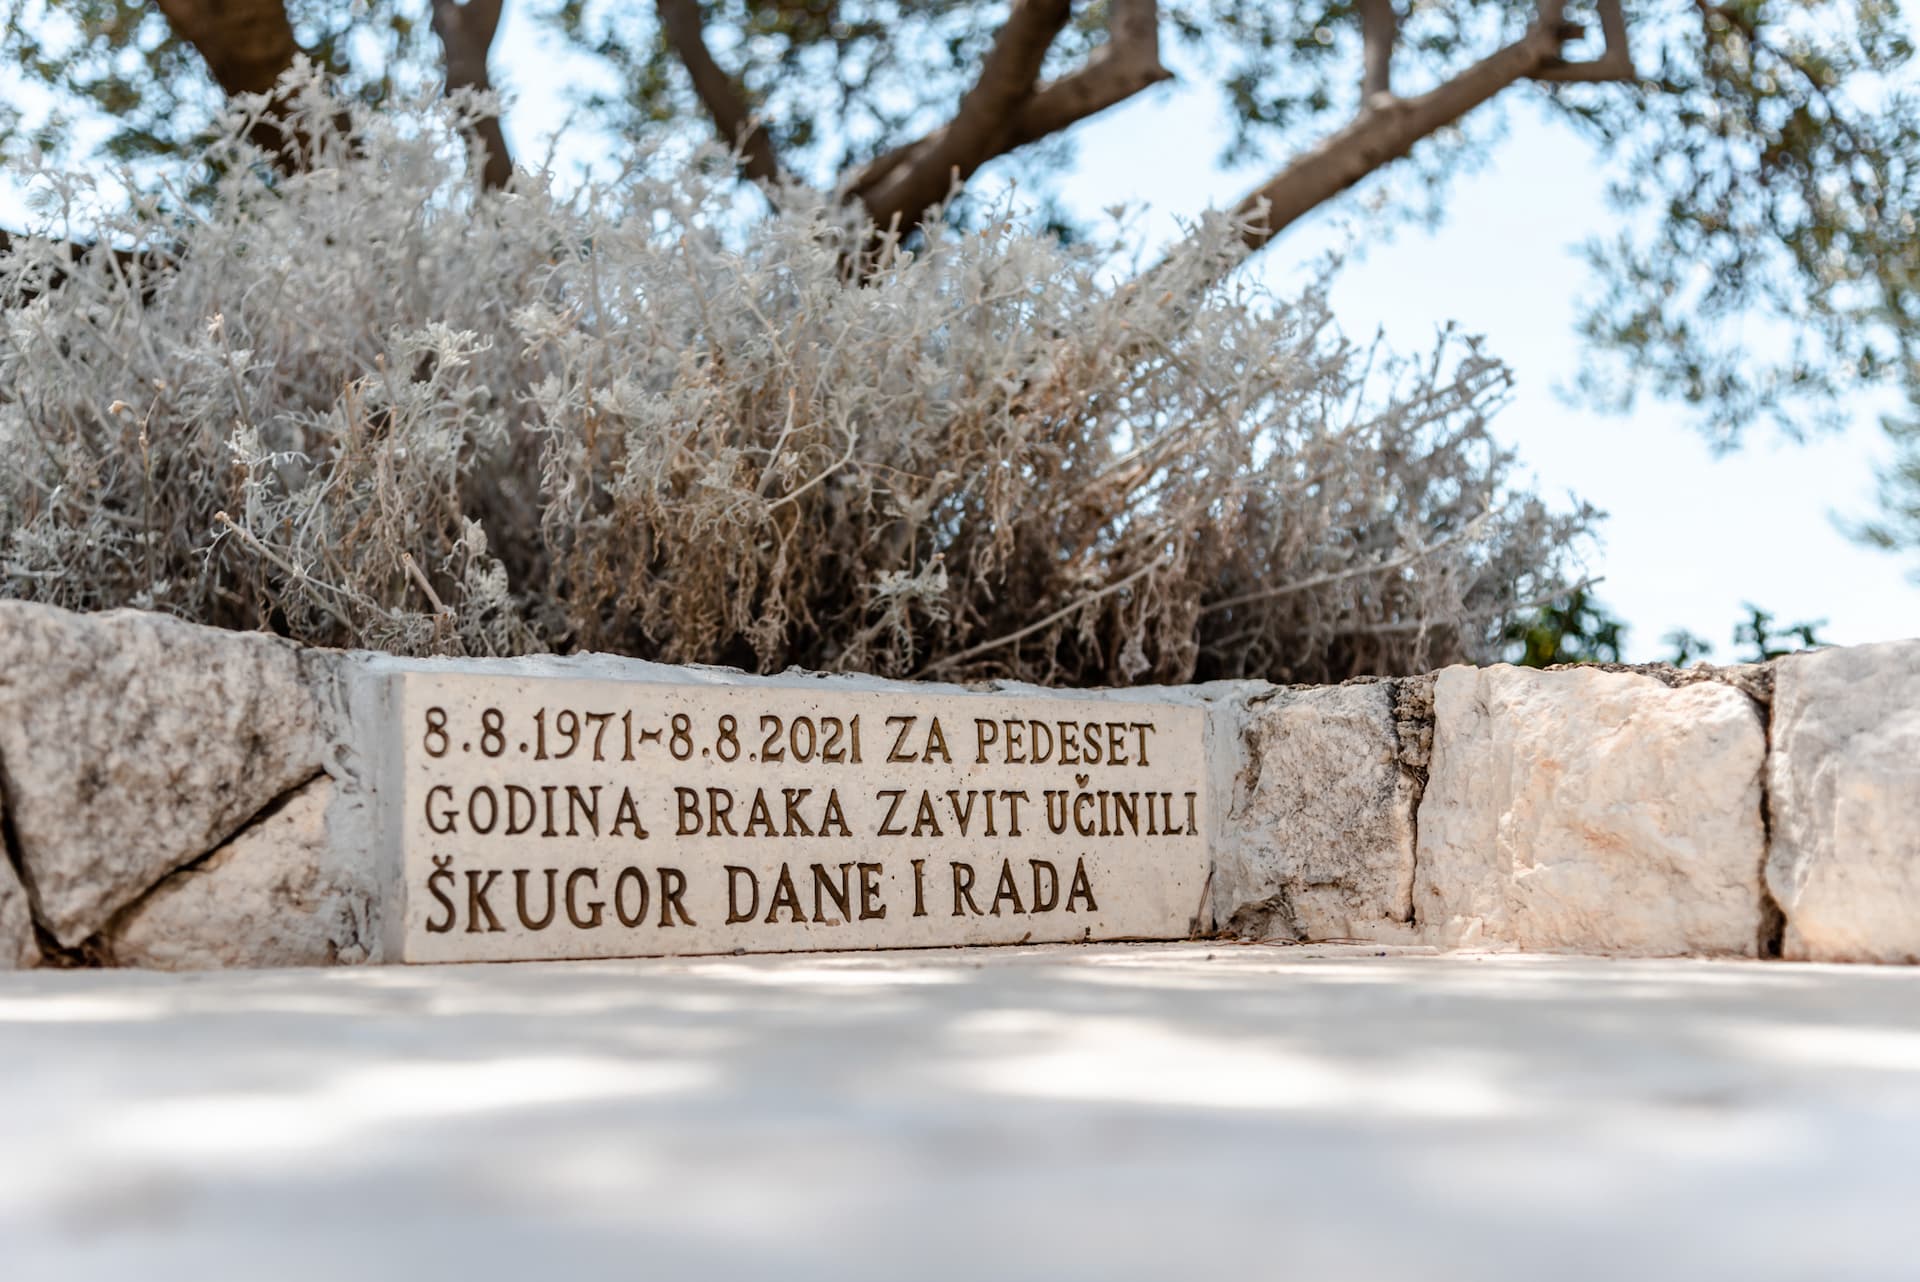 8.8.1971-8.8.2021 ZA PEDESET
GODINA BRAKA ZAVIT UČINILI
ŠKUGOR DANE I RADA